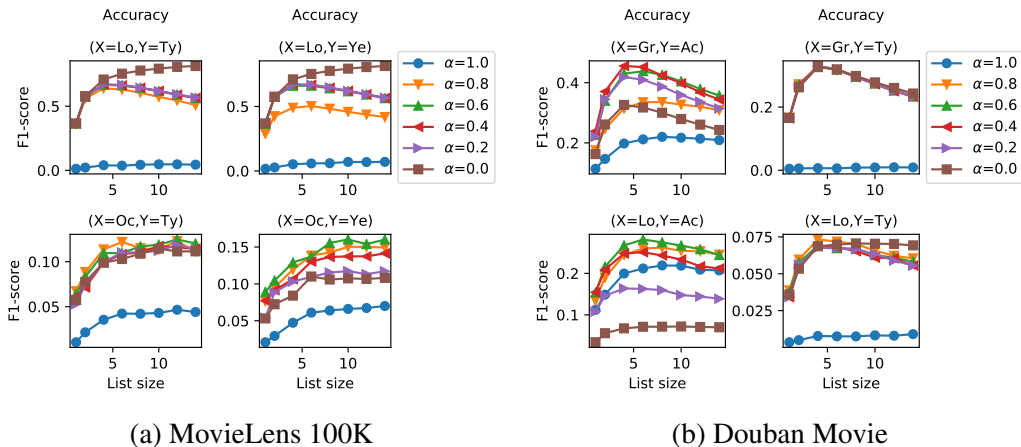 Accuracy Accuracy
(X=Lo,Y=Ty) (X=Lo,Y=Ye) (X=Gr,Y=Ac) (X=Gr,Y=Ty)
F1-score 0.5 0.0 5 10
0.5 0.0 5 10
α=1.0
α=0.8
α=0.6
α=0.4
α=0.2
α=0.0
F1-score 0.4 0.2 5 10
0.2 0.0 5 10
α=1.0
α=0.8
α=0.6
α=0.4
α=0.2
α=0.0
(X=Oc,Y=Ty) (X=Oc,Y=Ye) (X=Lo,Y=Ac) (X=Lo,Y=Ty)
F1-score 0.10 0.05 5 10
0.15 0.10 0.05 5 10
F1-score 0.2 0.1 5 10
0.075 0.050 0.025 5 10
List size List size List size List size
(a) MovieLens 100K (b) Douban Movie